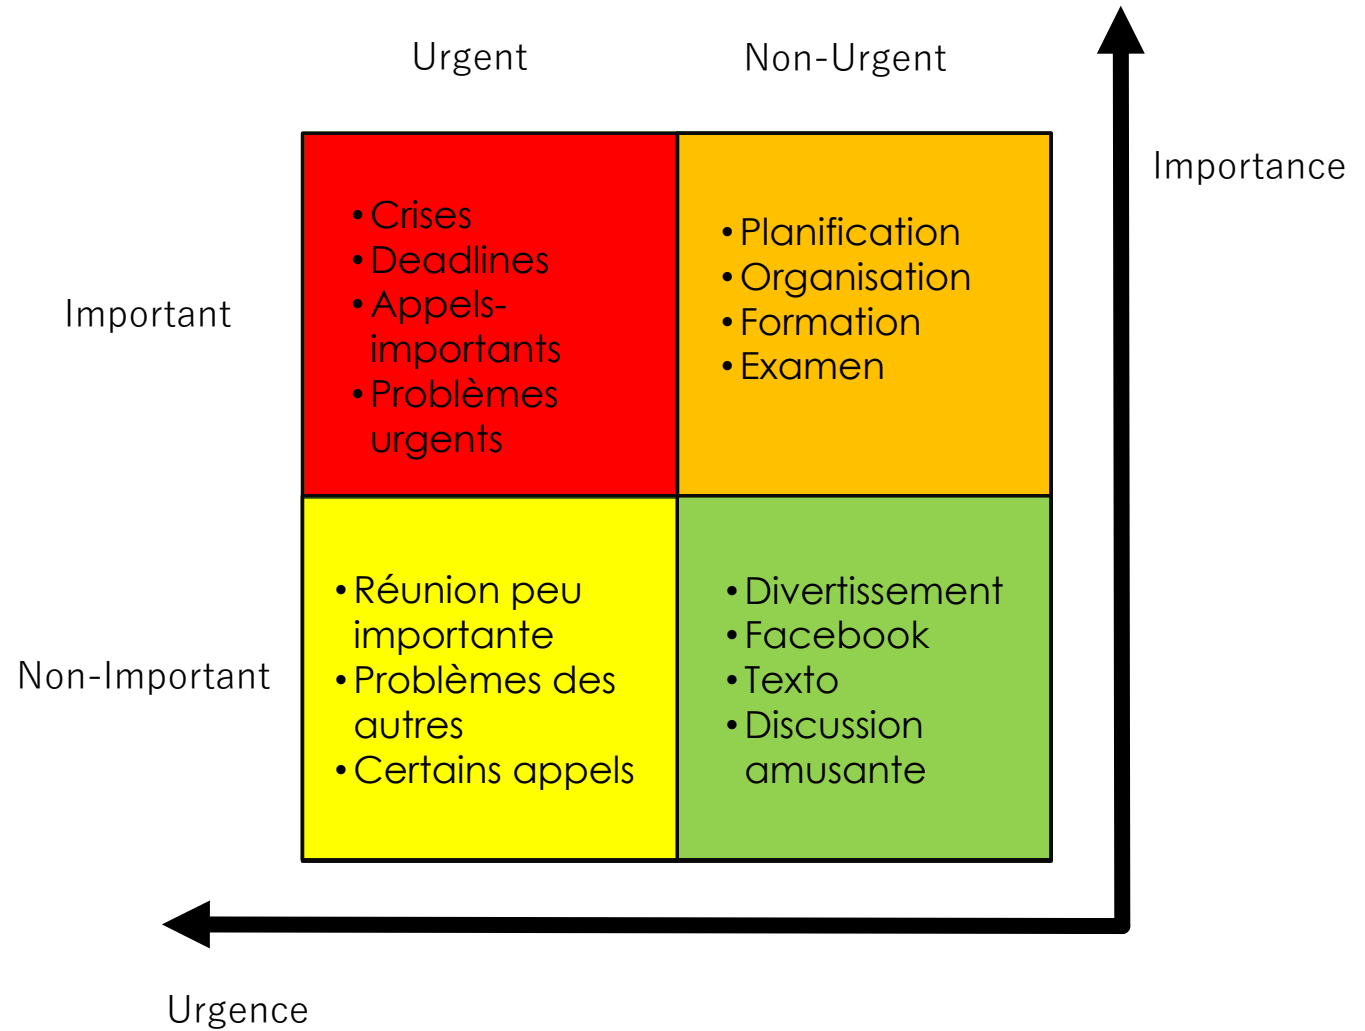 Urgent
Non-Urgent
Importance
Important
• Crises
• Deadlines
• Appels-
importants
• Problèmes
urgents
• Planification
• Organisation
• Formation
• Examen
Non-Important
• Réunion peu
importante
• Problèmes des
autres
• Certains appels
• Divertissement
• Facebook
• Texto
• Discussion
amusante
Urgence